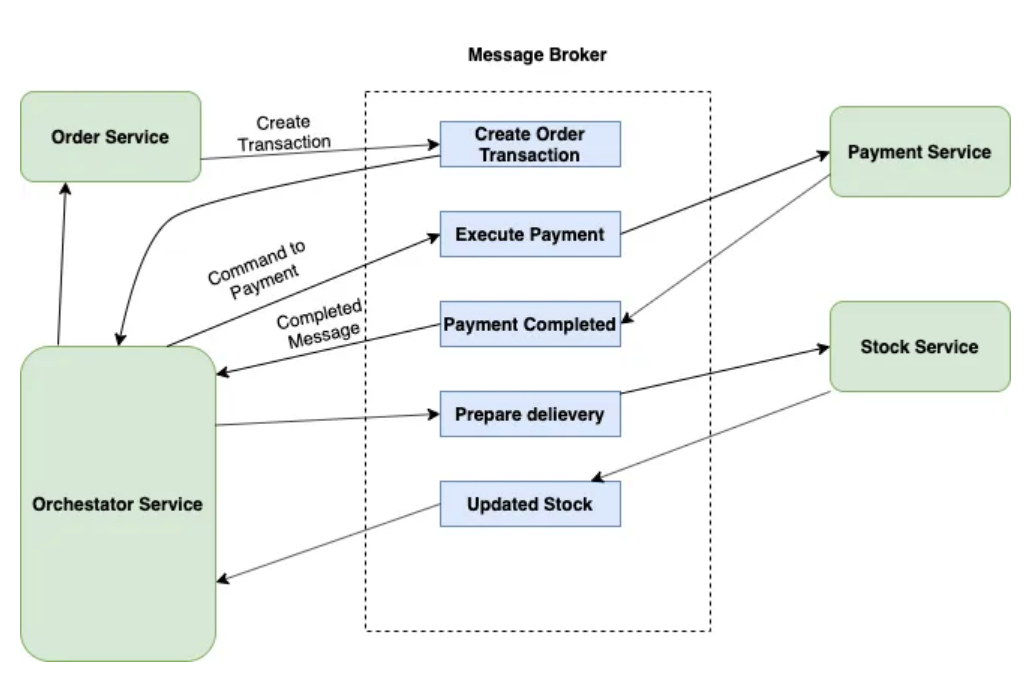 Message Broker
Order Service
Create
Transaction
Create Order
Transaction
Payment Service
Execute Payment
Command to
Payment
Completed
Message
Payment Completed
Stock Service
Prepare delievery
Orchestator Service
Updated Stock